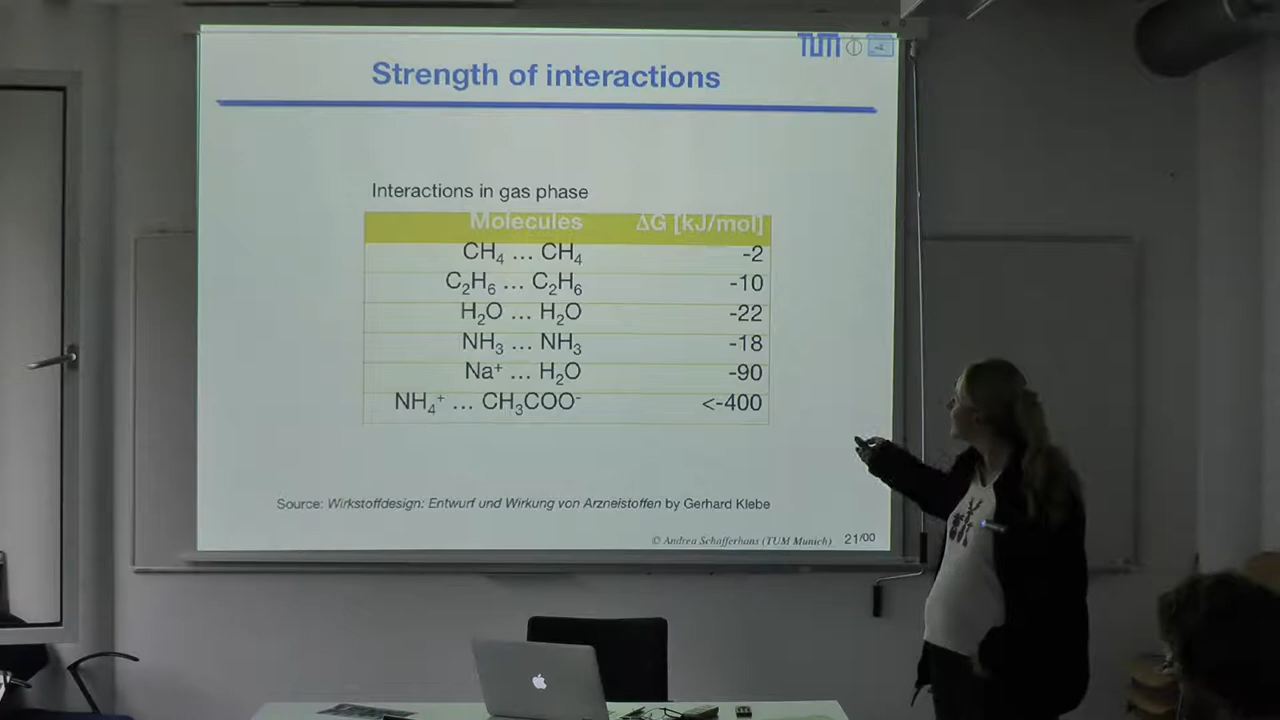 TUM
Strength of interactions
Interactions in gas phase
Molecules ΔG [kJ/mol]
CH₄ … CH₄ -2
C₂H₆ … C₂H₆ -10
H₂O … H₂O -22
NH₃ … NH₃ -18
Na⁺ … H₂O -90
NH₄⁺ … CH₃COO⁻ <-400
Source: Wirkstoffdesign: Entwurf und Wirkung von Arzneistoffen by Gerhard Klebe
© Andrea Schafferhans (TUM Munich) 21/00